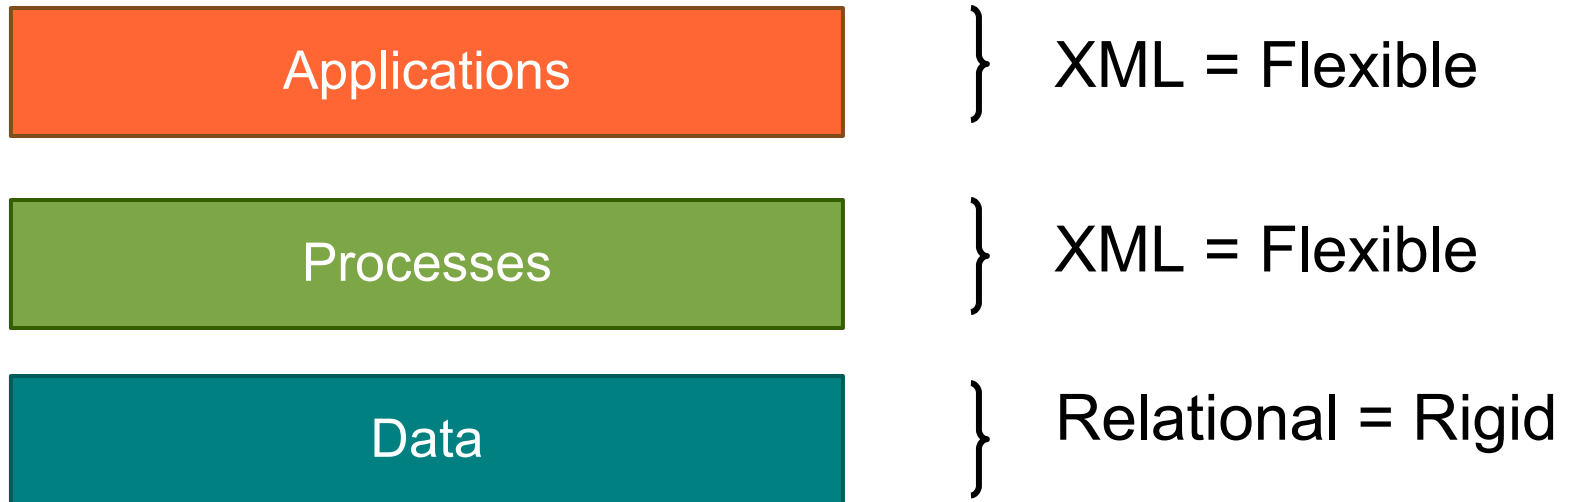 Applications
XML = Flexible
Processes
XML = Flexible
Data
Relational = Rigid